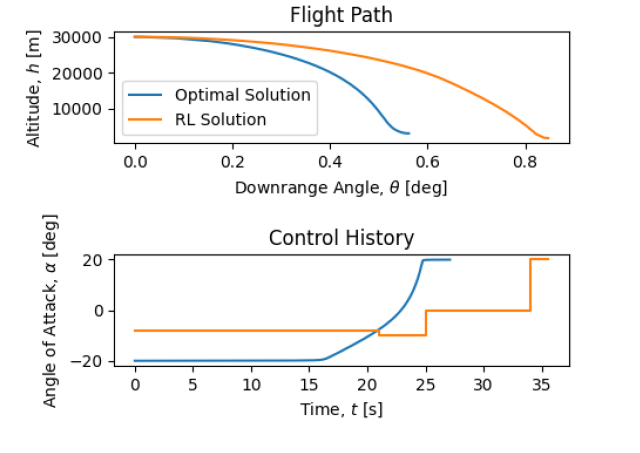 Flight Path
Altitude, h [m]
30000
20000
10000
Optimal Solution
RL Solution
0.0 0.2 0.4 0.6 0.8
Downrange Angle, θ [deg]
Control History
Angle of Attack, α [deg]
20
0
−20
0 5 10 15 20 25 30 35
Time, t [s]